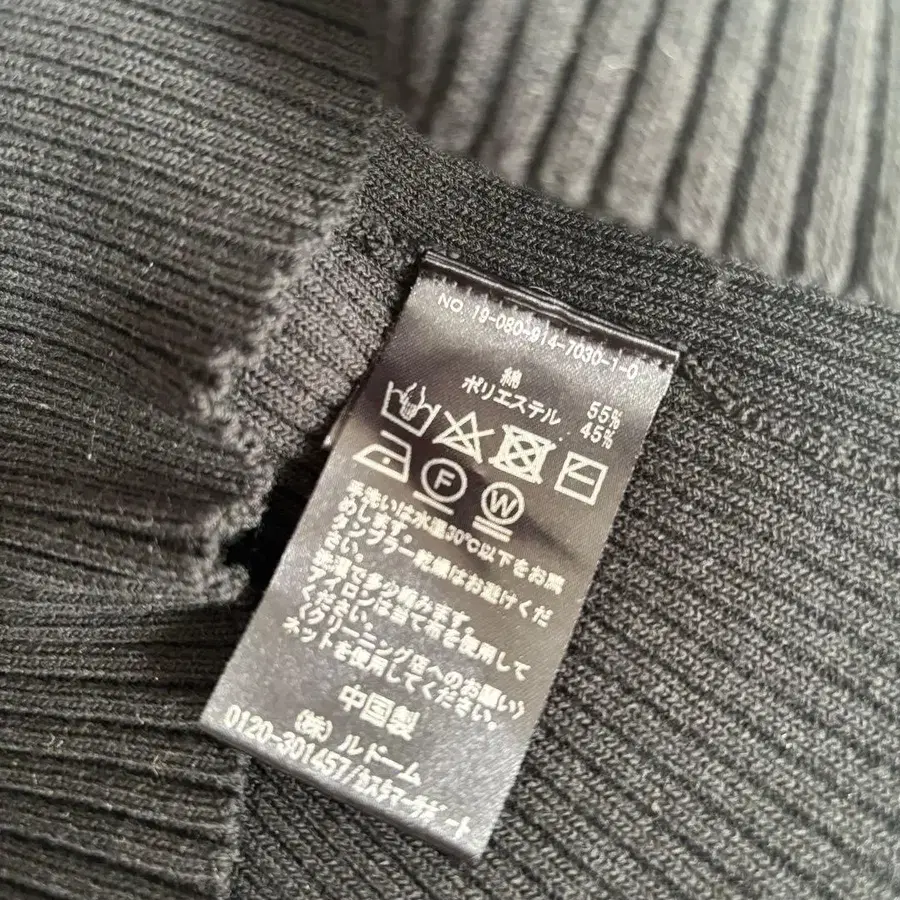 NO. 19-080-914-7030-1-0
綿 55%
ポリエステル 45%
F W
手洗いは水温30℃以下をお薦
めします。
タンブラー乾燥はお避けくだ
さい。
手洗で多少縮みます。
アイロンは当て布を使用して
ください。
〈クリーニング店へのお願い〉
ネットを使用してください。
中国製
(株) ルドーム
0120-301457/カスタマーサポート